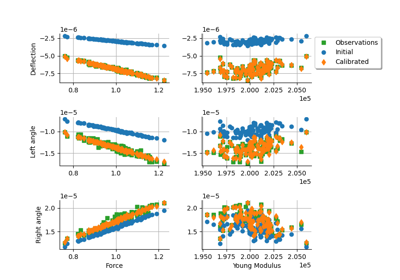 1e−6
1e−6
Deflection
−2.5
−5.0
−7.5
0.8
1.0
1.2
−2.5
−5.0
−7.5
1.950
1.975
2.000
2.025
2.050
1e5
Observations
Initial
Calibrated
1e−5
1e−5
Left angle
−1.0
−1.5
0.8
1.0
1.2
−1.0
−1.5
1.950
1.975
2.000
2.025
2.050
1e5
1e−5
1e−5
Right angle
2.0
1.5
0.8
1.0
1.2
Force
2.0
1.5
1.950
1.975
2.000
2.025
2.050
Young Modulus
1e5